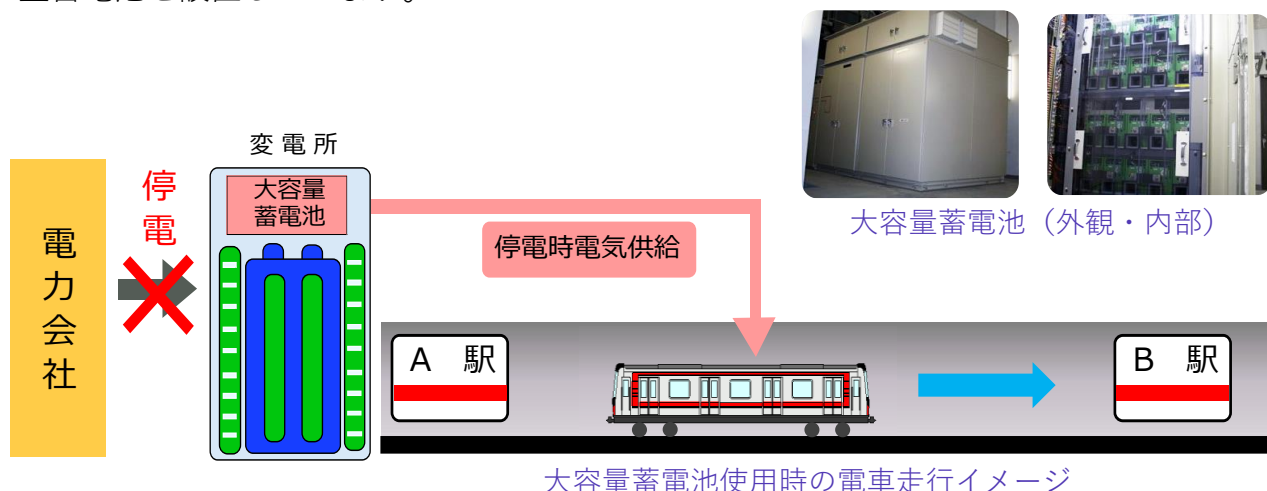 変電所
大容量
蓄電池
停
電
電
力
会
社
停電時電気供給
大容量蓄電池（外観・内部）
A 駅
B 駅
大容量蓄電池使用時の電車走行イメージ